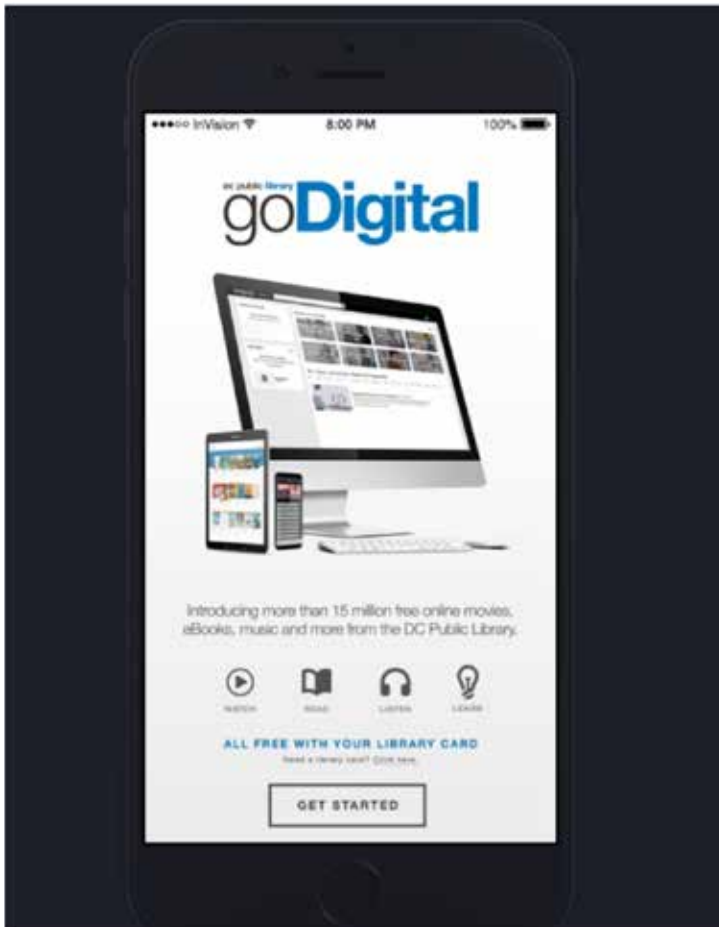 ●●●○○ InVision 8:00 PM 100%
dc public library
goDigital
Introducing more than 15 million free online movies,
eBooks, music and more from the DC Public Library.
WATCH READ LISTEN LEARN
ALL FREE WITH YOUR LIBRARY CARD
Need a library card? Click here.
GET STARTED